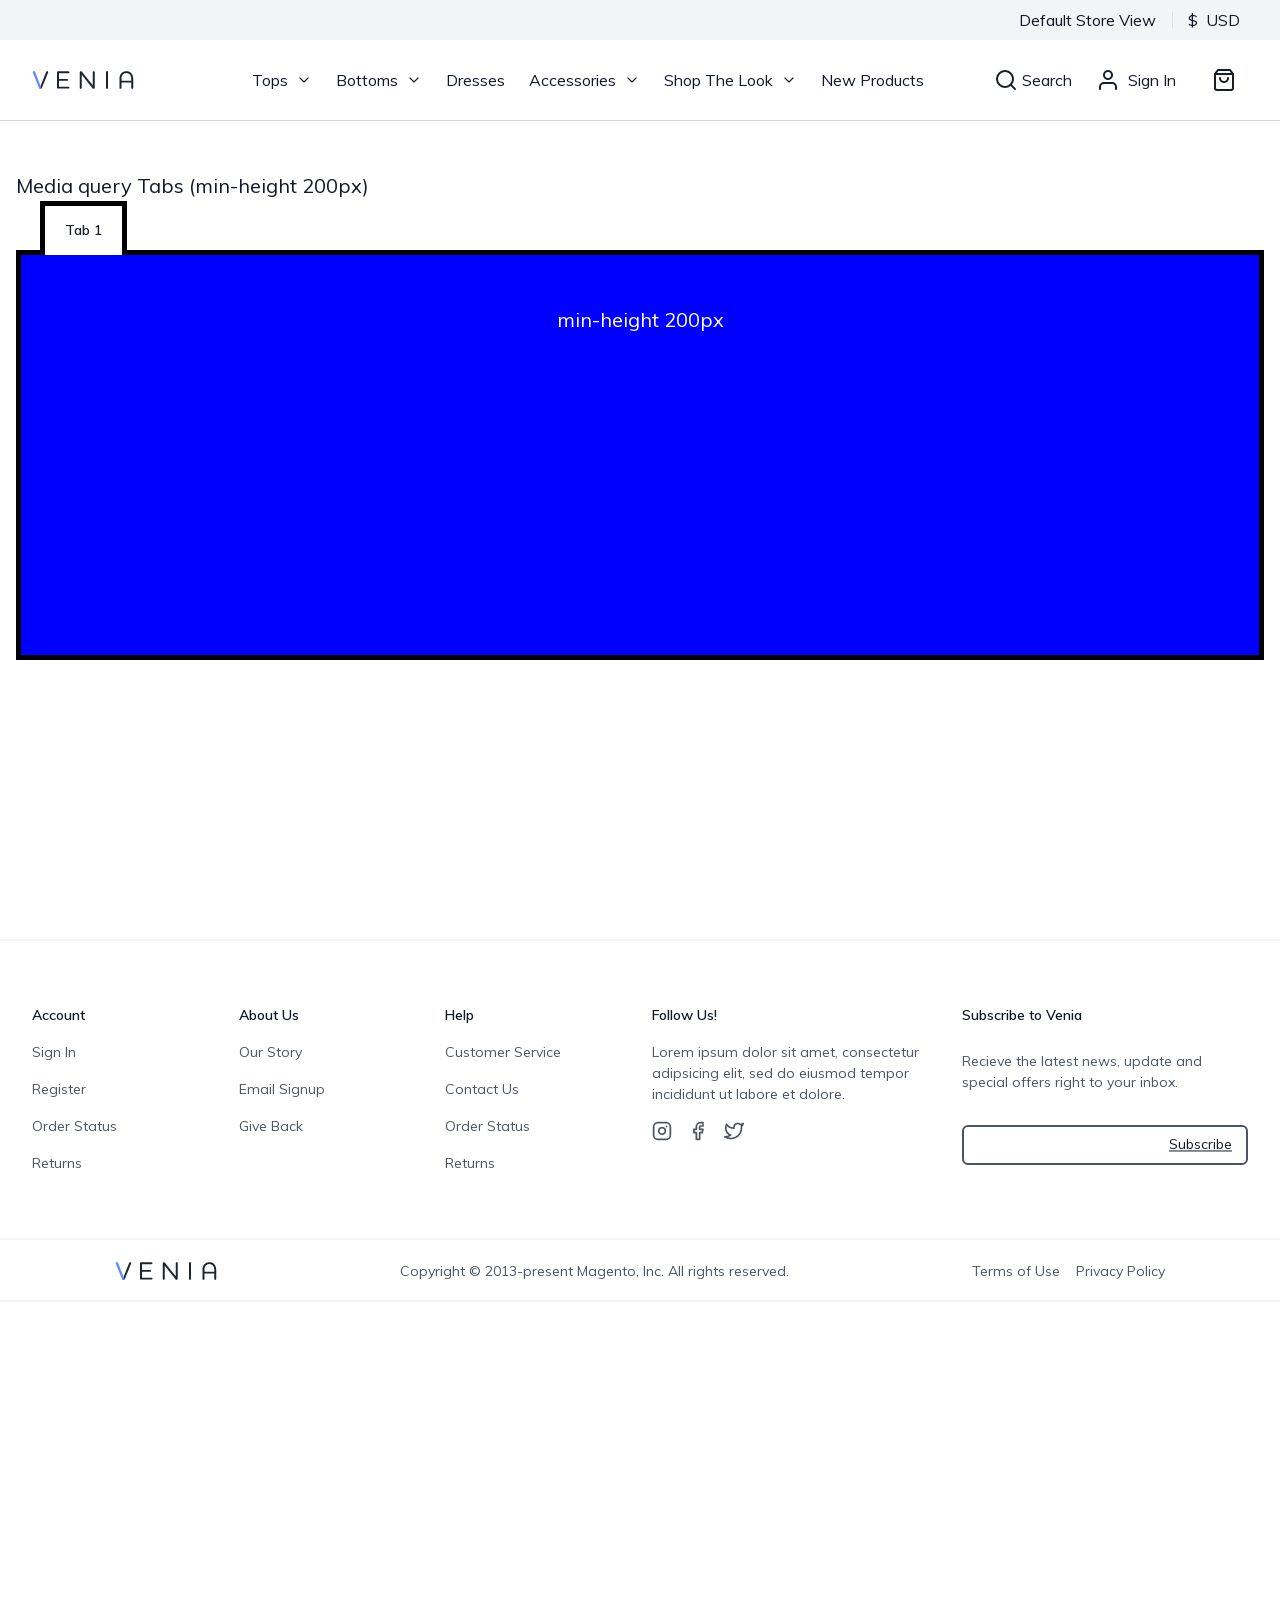 Default Store View
$ USD
VENIA
Tops
Bottoms
Dresses
Accessories
Shop The Look
New Products
Search
Sign In
Media query Tabs (min-height 200px)
Tab 1
min-height 200px
Account
Sign In
Register
Order Status
Returns
About Us
Our Story
Email Signup
Give Back
Help
Customer Service
Contact Us
Order Status
Returns
Follow Us!
Lorem ipsum dolor sit amet, consectetur
adipsicing elit, sed do eiusmod tempor
incididunt ut labore et dolore.
Subscribe to Venia
Recieve the latest news, update and
special offers right to your inbox.
Subscribe
VENIA
Copyright © 2013-present Magento, Inc. All rights reserved.
Terms of Use
Privacy Policy